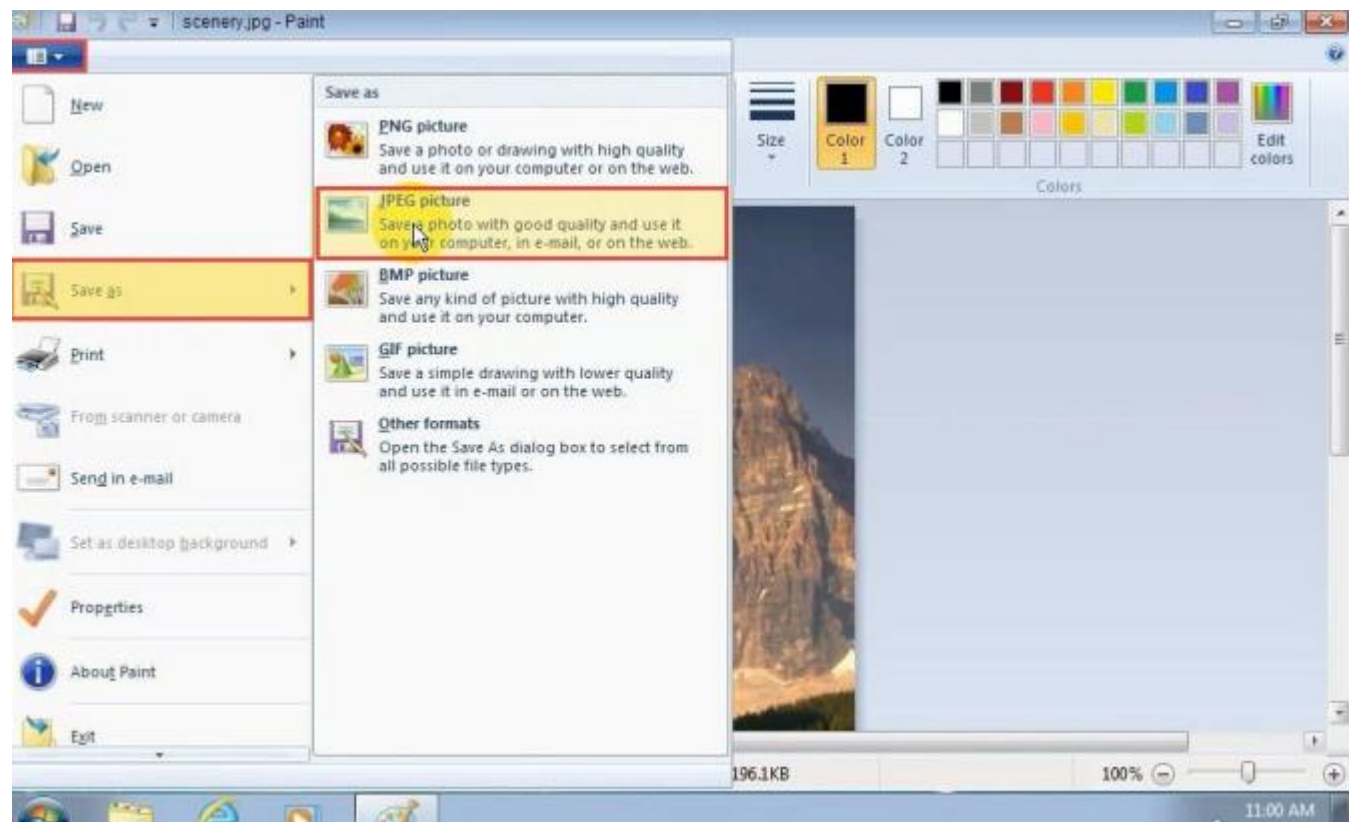 scenery.jpg - Paint
New
Open
Save
Save as
Print
From scanner or camera
Send in e-mail
Set as desktop background
Properties
About Paint
Exit
Save as
PNG picture
Save a photo or drawing with high quality
and use it on your computer or on the web.
JPEG picture
Save a photo with good quality and use it
on your computer, in e-mail, or on the web.
BMP picture
Save any kind of picture with high quality
and use it on your computer.
GIF picture
Save a simple drawing with lower quality
and use it in e-mail or on the web.
Other formats
Open the Save As dialog box to select from
all possible file types.
Size
Color
1
Color
2
Edit
colors
Colors
196.1KB
100%
11:00 AM